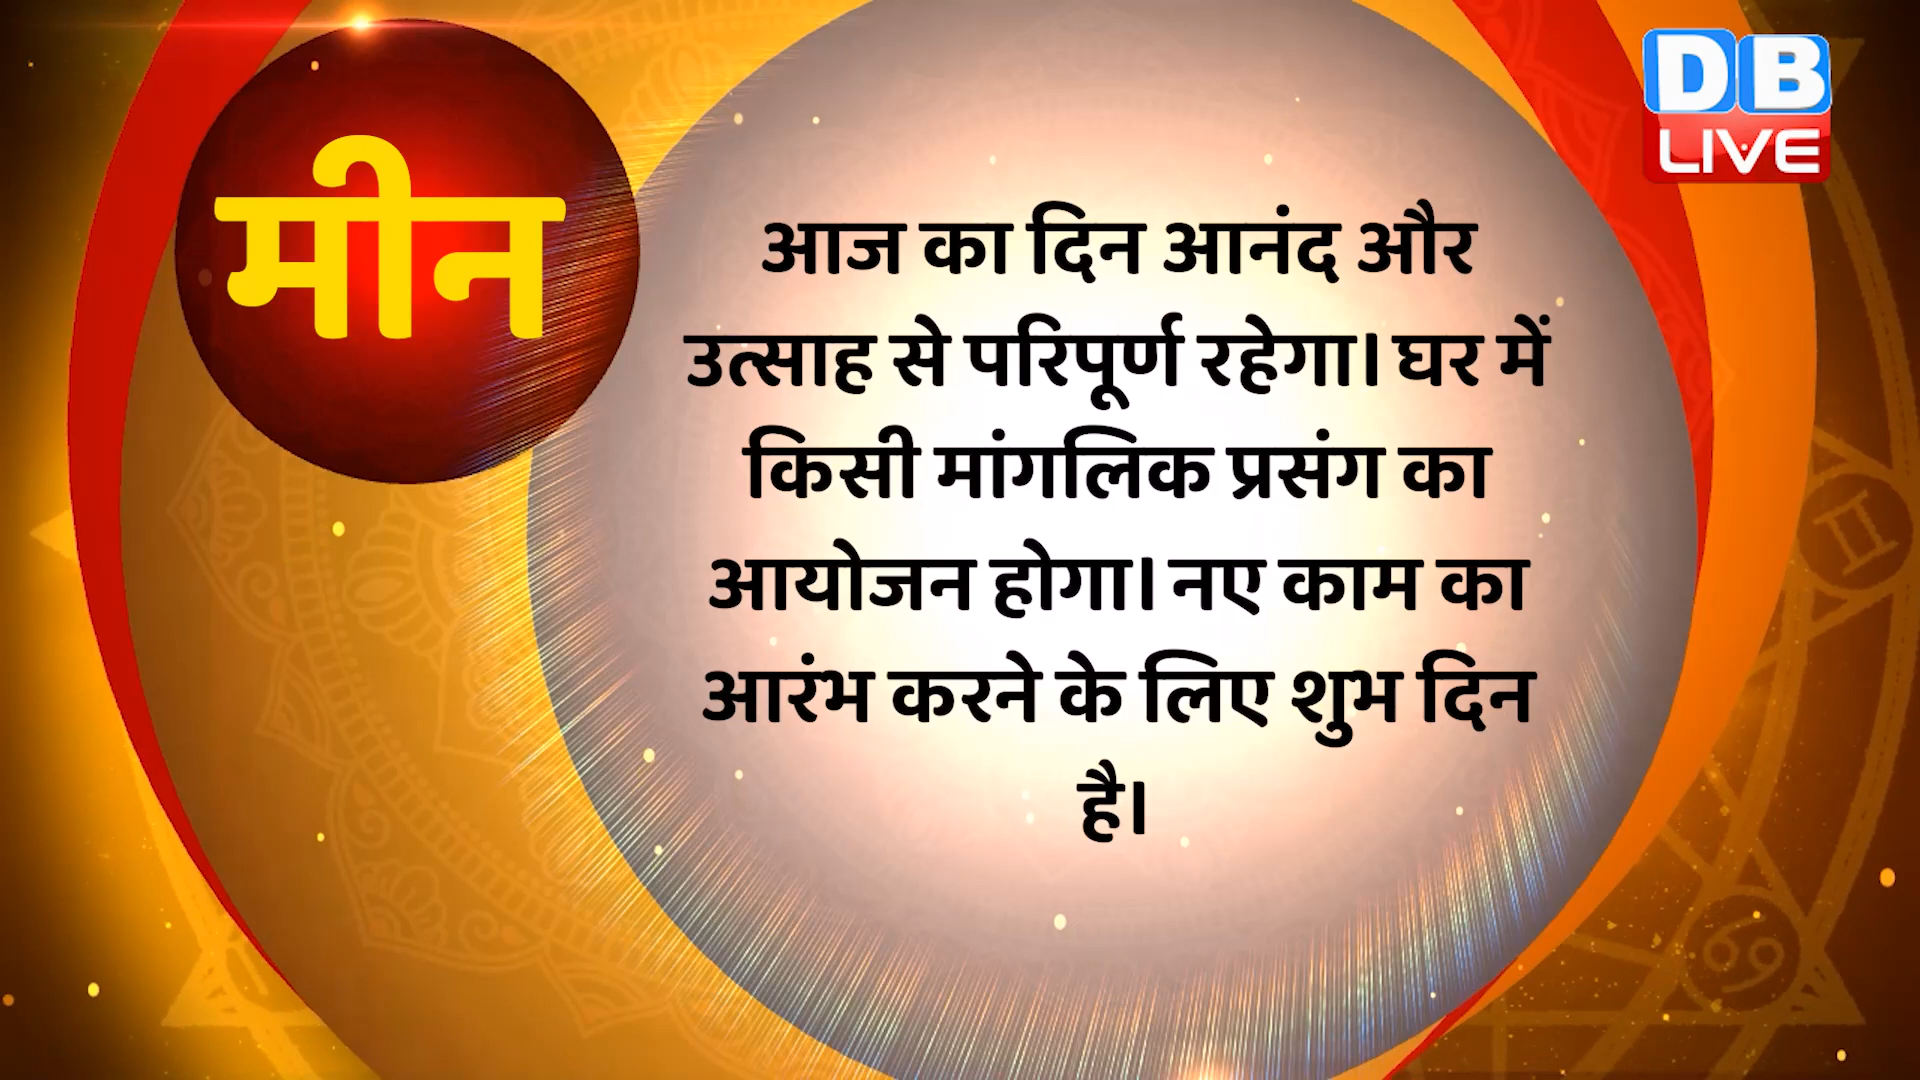 मीन
DB
LIVE
आज का दिन आनंद और
उत्साह से परिपूर्ण रहेगा। घर में
किसी मांगलिक प्रसंग का
आयोजन होगा। नए काम का
आरंभ करने के लिए शुभ दिन
है।